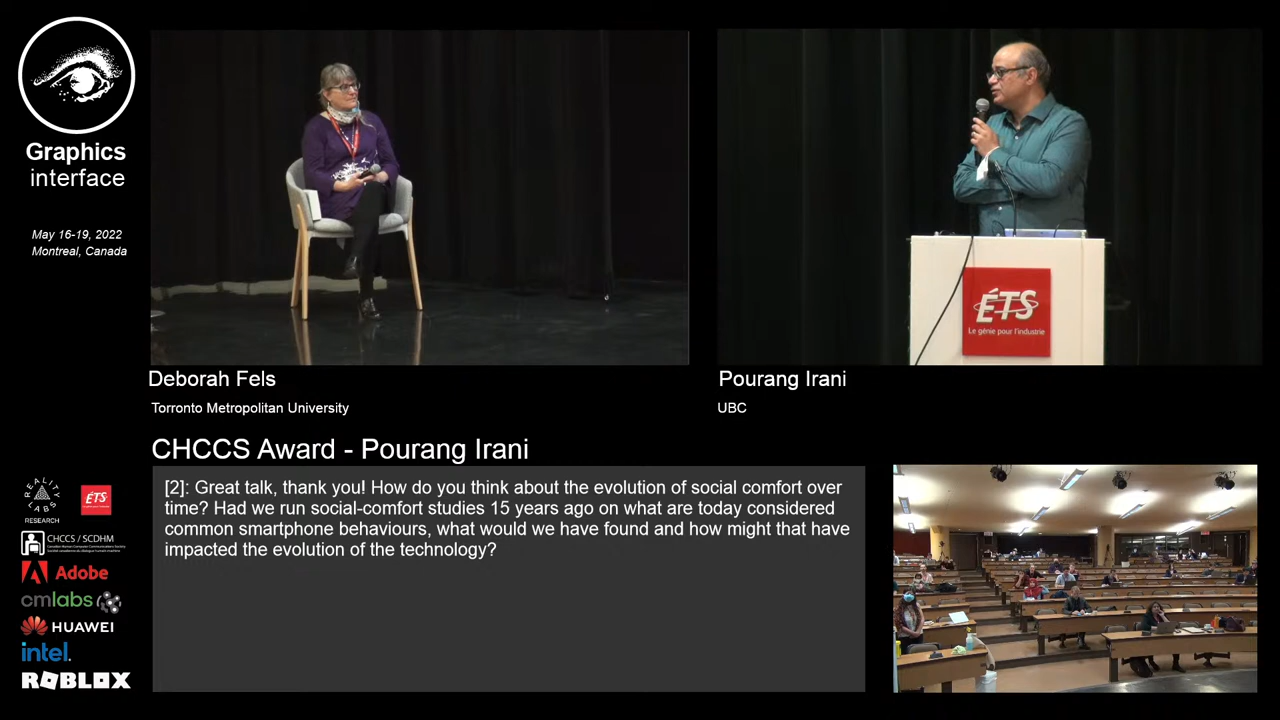 Graphics
interface
May 16-19, 2022
Montreal, Canada
ÉTS
Le génie pour l'industrie
Deborah Fels
Torronto Metropolitan University
Pourang Irani
UBC
CHCCS Award - Pourang Irani
[2]: Great talk, thank you! How do you think about the evolution of social comfort over
time? Had we run social-comfort studies 15 years ago on what are today considered
common smartphone behaviours, what would we have found and how might that have
impacted the evolution of the technology?
REALITY LABS
RESEARCH
ÉTS
CHCCS / SCDHM
Adobe
cmlabs
HUAWEI
intel.
ROBLOX